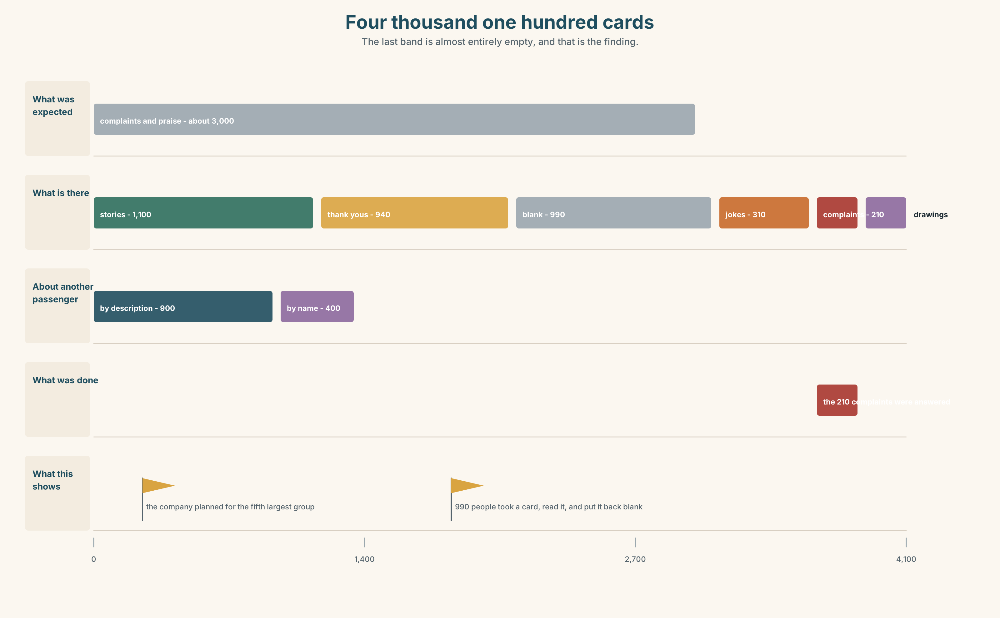 Four thousand one hundred cards
The last band is almost entirely empty, and that is the finding.
What was
expected
complaints and praise - about 3,000
What is there
stories - 1,100
thank yous - 940
blank - 990
jokes - 310
complaints - 210
drawings
About another
passenger
by description - 900
by name - 400
What was done
the 210 complaints were answered
What this
shows
the company planned for the fifth largest group
990 people took a card, read it, and put it back blank
0
1,400
2,700
4,100